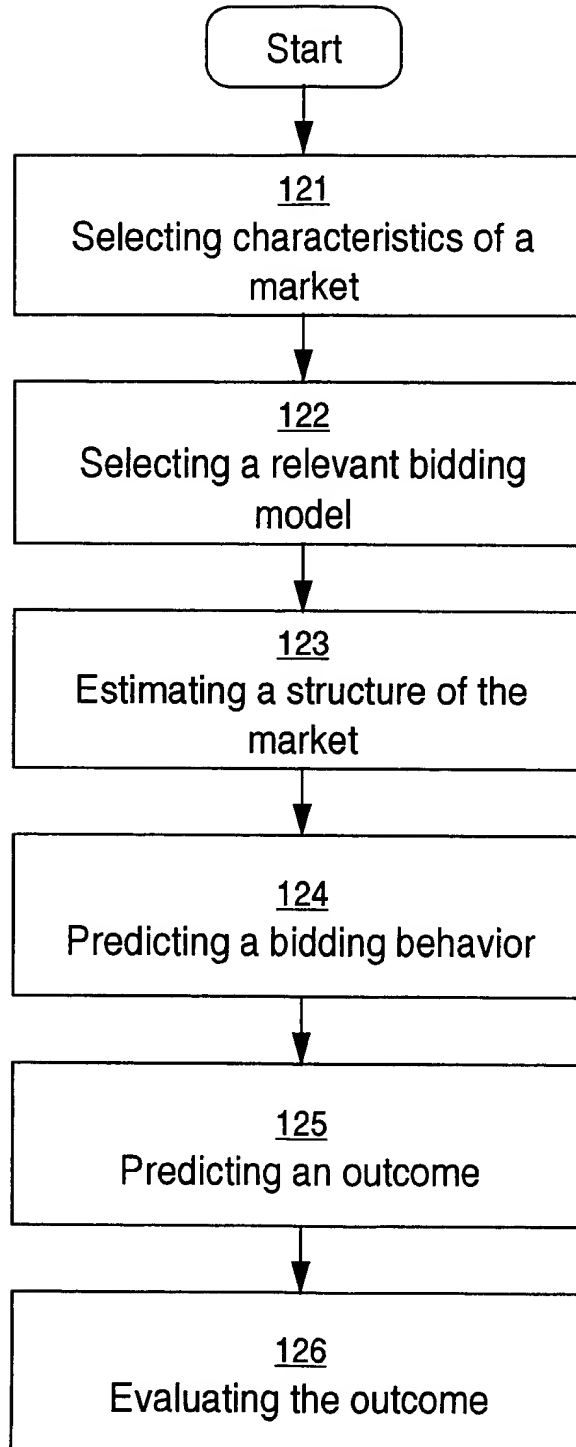 Start
121
Selecting characteristics of a
market
122
Selecting a relevant bidding
model
123
Estimating a structure of the
market
124
Predicting a bidding behavior
125
Predicting an outcome
126
Evaluating the outcome